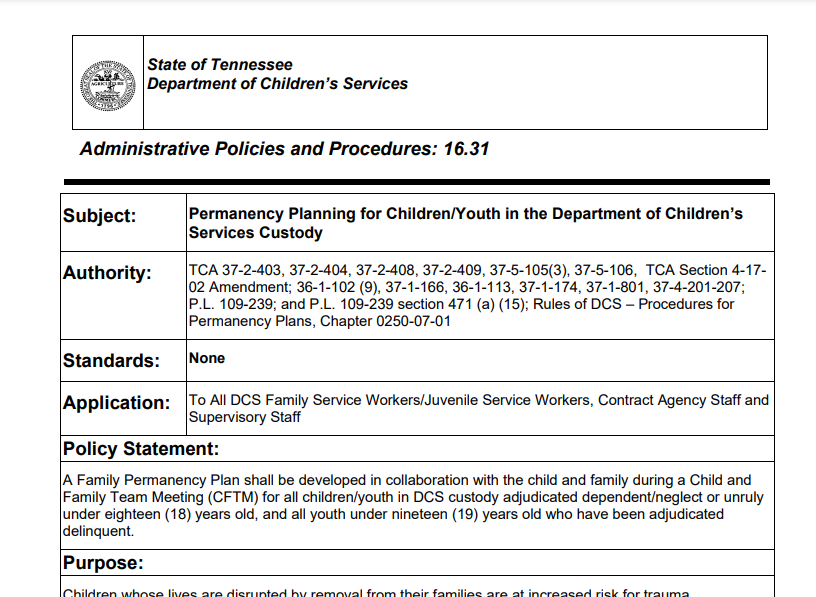 State of Tennessee
Department of Children's Services
Administrative Policies and Procedures: 16.31
Subject:
Permanency Planning for Children/Youth in the Department of Children's
Services Custody
Authority:
TCA 37-2-403, 37-2-404, 37-2-408, 37-2-409, 37-5-105(3), 37-5-106,  TCA Section 4-17-
02 Amendment; 36-1-102 (9), 37-1-166, 36-1-113, 37-1-174, 37-1-801, 37-4-201-207;
P.L. 109-239; and P.L. 109-239 section 471 (a) (15); Rules of DCS – Procedures for
Permanency Plans, Chapter 0250-07-01
Standards:
None
Application:
To All DCS Family Service Workers/Juvenile Service Workers, Contract Agency Staff and
Supervisory Staff
Policy Statement:
A Family Permanency Plan shall be developed in collaboration with the child and family during a Child and
Family Team Meeting (CFTM) for all children/youth in DCS custody adjudicated dependent/neglect or unruly
under eighteen (18) years old, and all youth under nineteen (19) years old who have been adjudicated
delinquent.
Purpose:
Children whose lives are disrupted by removal from their families are at increased risk for trauma